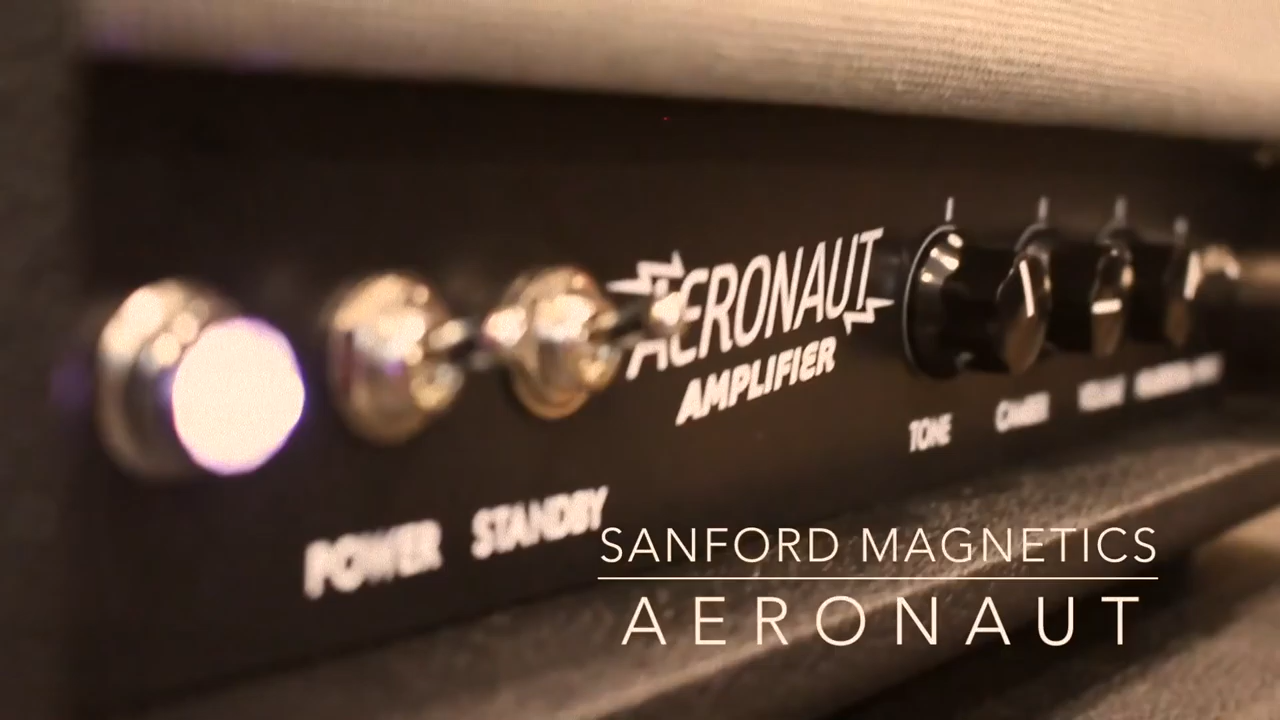 AERONAUT
AMPLIFIER
TONE
POWER STANDBY
SANFORD MAGNETICS
AERONAUT